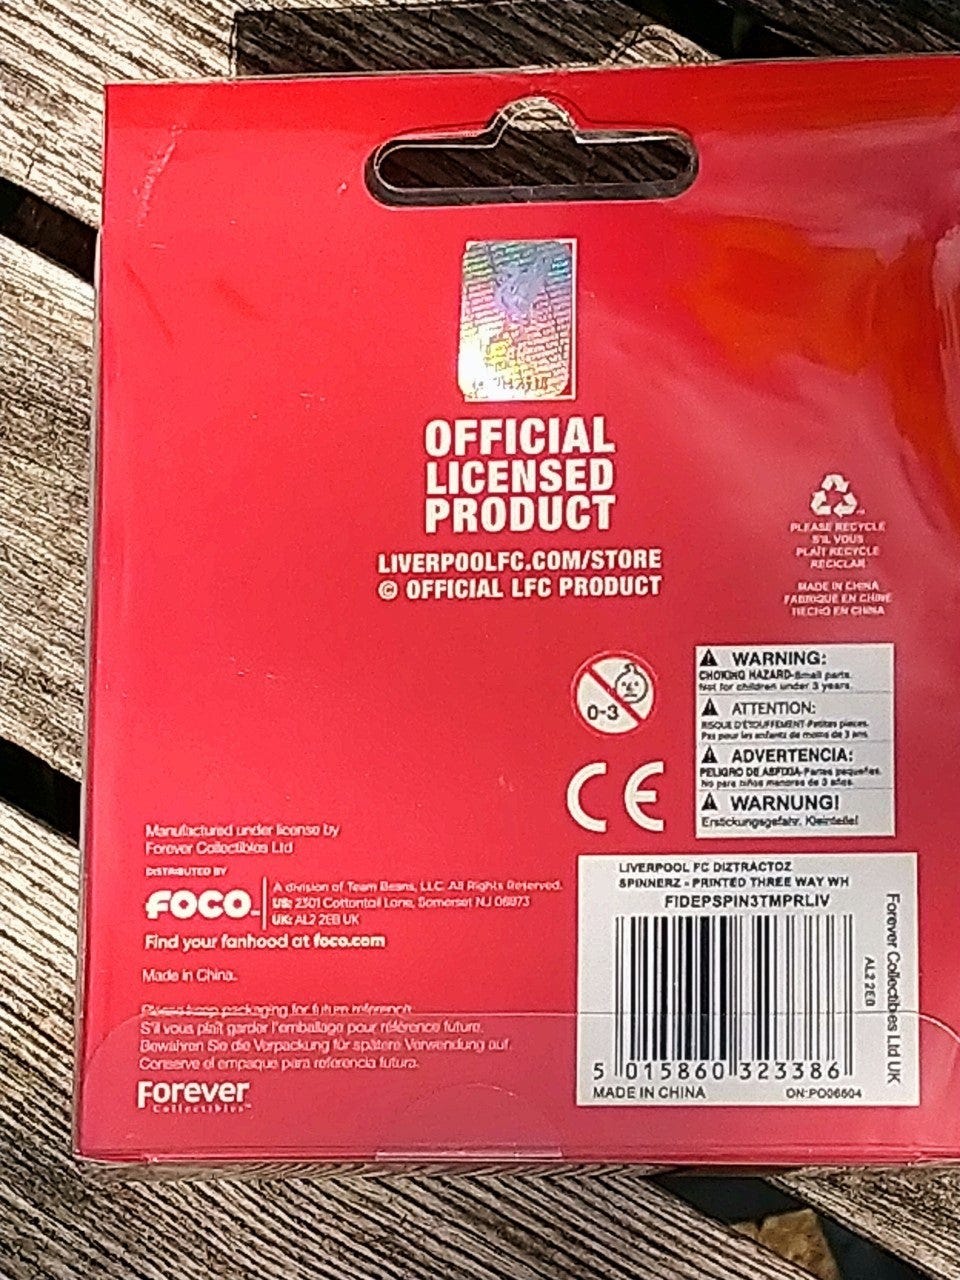 OFFICIAL
LICENSED
PRODUCT
LIVERPOOLFC.COM/STORE
© OFFICIAL LFC PRODUCT
PLEASE RECYCLE
S'IL VOUS
PLAÎT RECYCLE
RECICLAR
MADE IN CHINA
FABRIQUÉ EN CHINE
HECHO EN CHINA
0-3
WARNING:
CHOKING HAZARD-Small parts.
Not for children under 3 years.
ATTENTION:
RISQUE D'ÉTOUFFEMENT-Petites pieces.
Pas pour les enfants de moins de 3 ans.
ADVERTENCIA:
PELIGRO DE ASFIXIA-Partes pequeñas.
No para niños menores de 3 años.
WARNUNG!
Erstickungsgefahr. Kleinteile!
CE
Manufactured under license by
Forever Collectibles Ltd
DISTRIBUTED BY
FOCO
A division of Team Beans, LLC. All Rights Reserved.
US: 2301 Cottontail Lane, Somerset NJ 08873
UK: AL2 2EB UK
Find your fanhood at foco.com
Made in China.
Please keep packaging for future reference.
S'il vous plaît garder l'emballage pour référence future.
Bewahren Sie die Verpackung für spätere Verwendung auf.
Conserve el empaque para referencia futura.
Forever
Collectibles™
LIVERPOOL FC DIZTRACTOZ
SPINNERZ - PRINTED THREE WAY WH
FIDEPSPIN3TMPRLIV
5 015860 323386
MADE IN CHINA ON:PO06604
Forever Collectibles Ltd UK
AL2 2EB